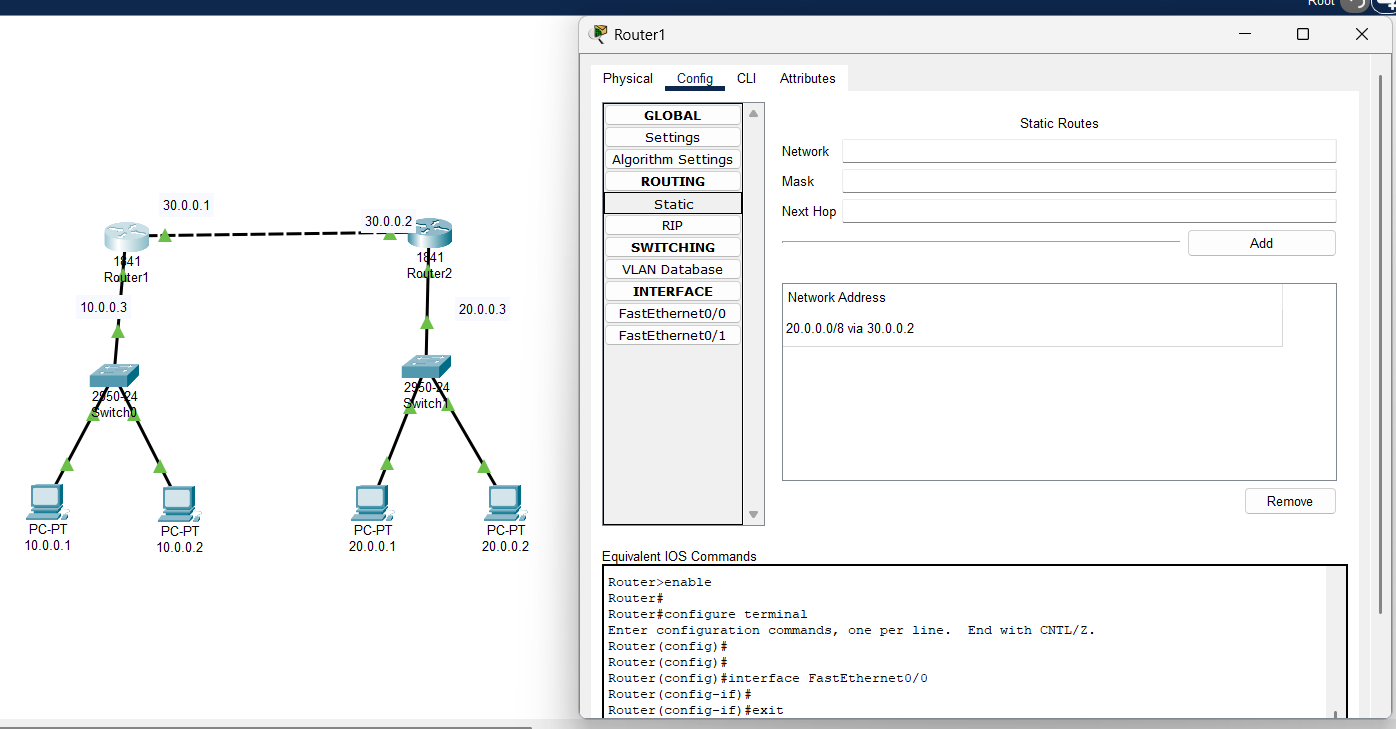 Root
30.0.0.1
30.0.0.2
1841
Router1
1841
Router2
10.0.0.3
20.0.0.3
2950-24
Switch0
2950-24
Switch1
PC-PT
10.0.0.1
PC-PT
10.0.0.2
PC-PT
20.0.0.1
PC-PT
20.0.0.2
Router1
Physical Config CLI Attributes
GLOBAL
Settings
Algorithm Settings
ROUTING
Static
RIP
SWITCHING
VLAN Database
INTERFACE
FastEthernet0/0
FastEthernet0/1
Static Routes
Network
Mask
Next Hop
Add
Network Address
20.0.0.0/8 via 30.0.0.2
Remove
Equivalent IOS Commands
Router>enable
Router#
Router#configure terminal
Enter configuration commands, one per line.  End with CNTL/Z.
Router(config)#
Router(config)#
Router(config)#interface FastEthernet0/0
Router(config-if)#
Router(config-if)#exit